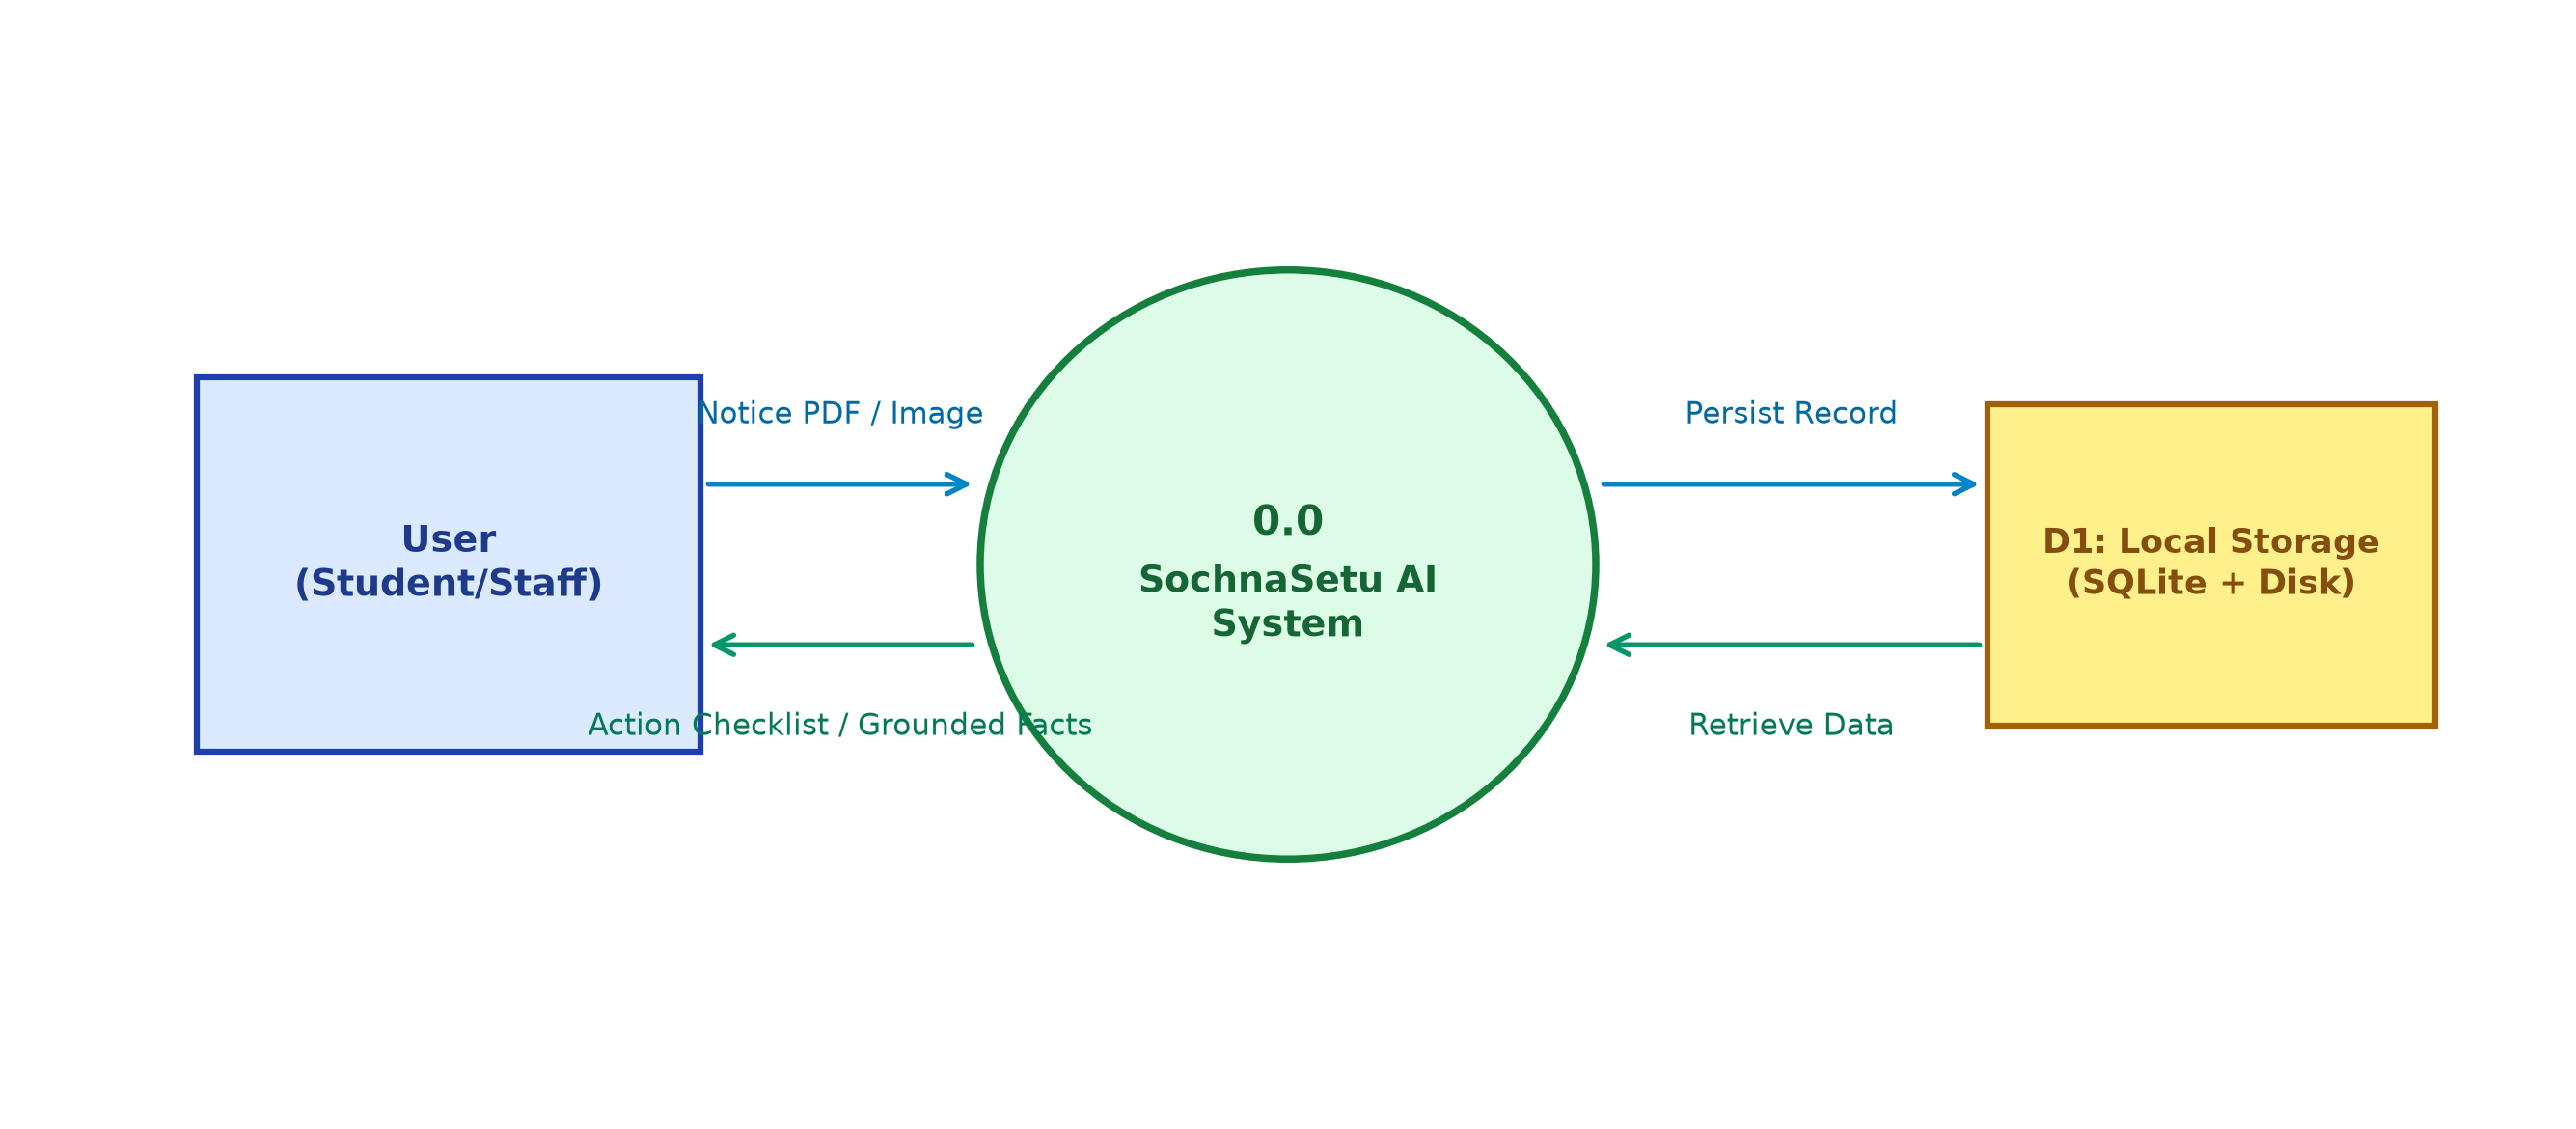 Notice PDF / Image
Persist Record
User
(Student/Staff)
0.0
SochnaSetu AI
System
D1: Local Storage
(SQLite + Disk)
Action Checklist / Grounded Facts
Retrieve Data